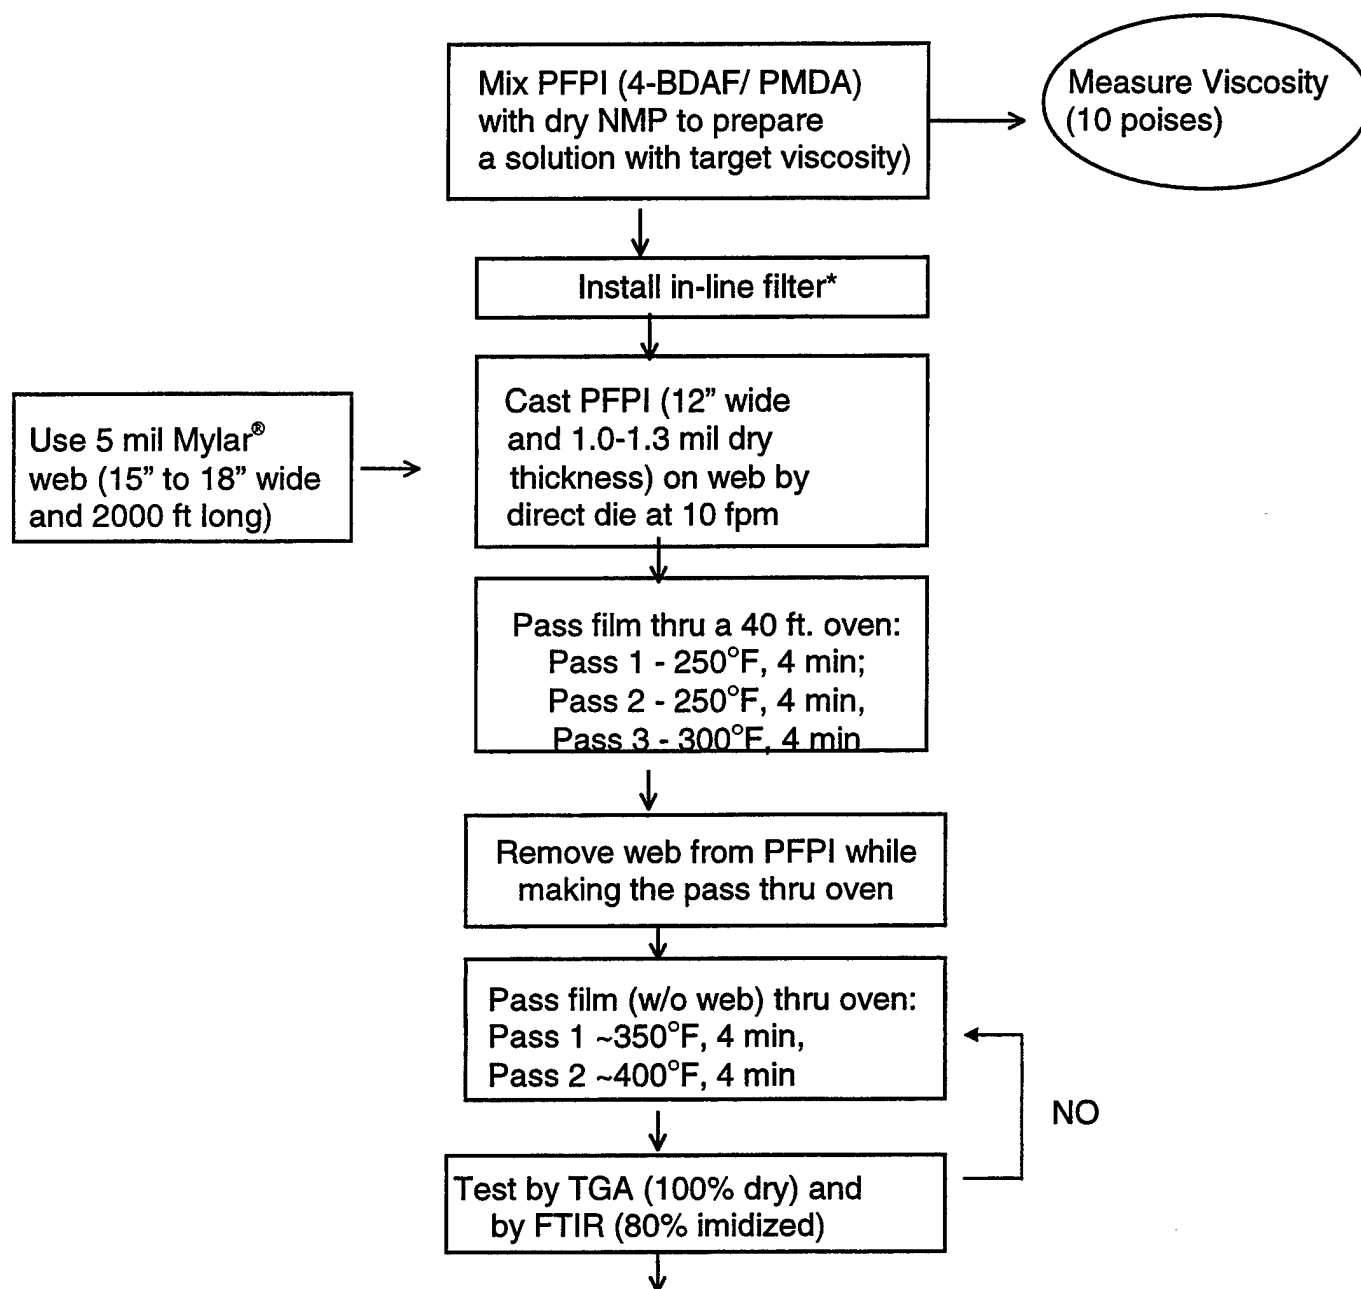 Mix PFPI (4-BDAF/ PMDA)
with dry NMP to prepare
a solution with target viscosity)
Measure Viscosity
(10 poises)
Install in-line filter*
Use 5 mil Mylar®
web (15” to 18” wide
and 2000 ft long)
Cast PFPI (12” wide
and 1.0-1.3 mil dry
thickness) on web by
direct die at 10 fpm
Pass film thru a 40 ft. oven:
Pass 1 - 250°F, 4 min;
Pass 2 - 250°F, 4 min,
Pass 3 - 300°F, 4 min
Remove web from PFPI while
making the pass thru oven
Pass film (w/o web) thru oven:
Pass 1 ~350°F, 4 min,
Pass 2 ~400°F, 4 min
NO
Test by TGA (100% dry) and
by FTIR (80% imidized)